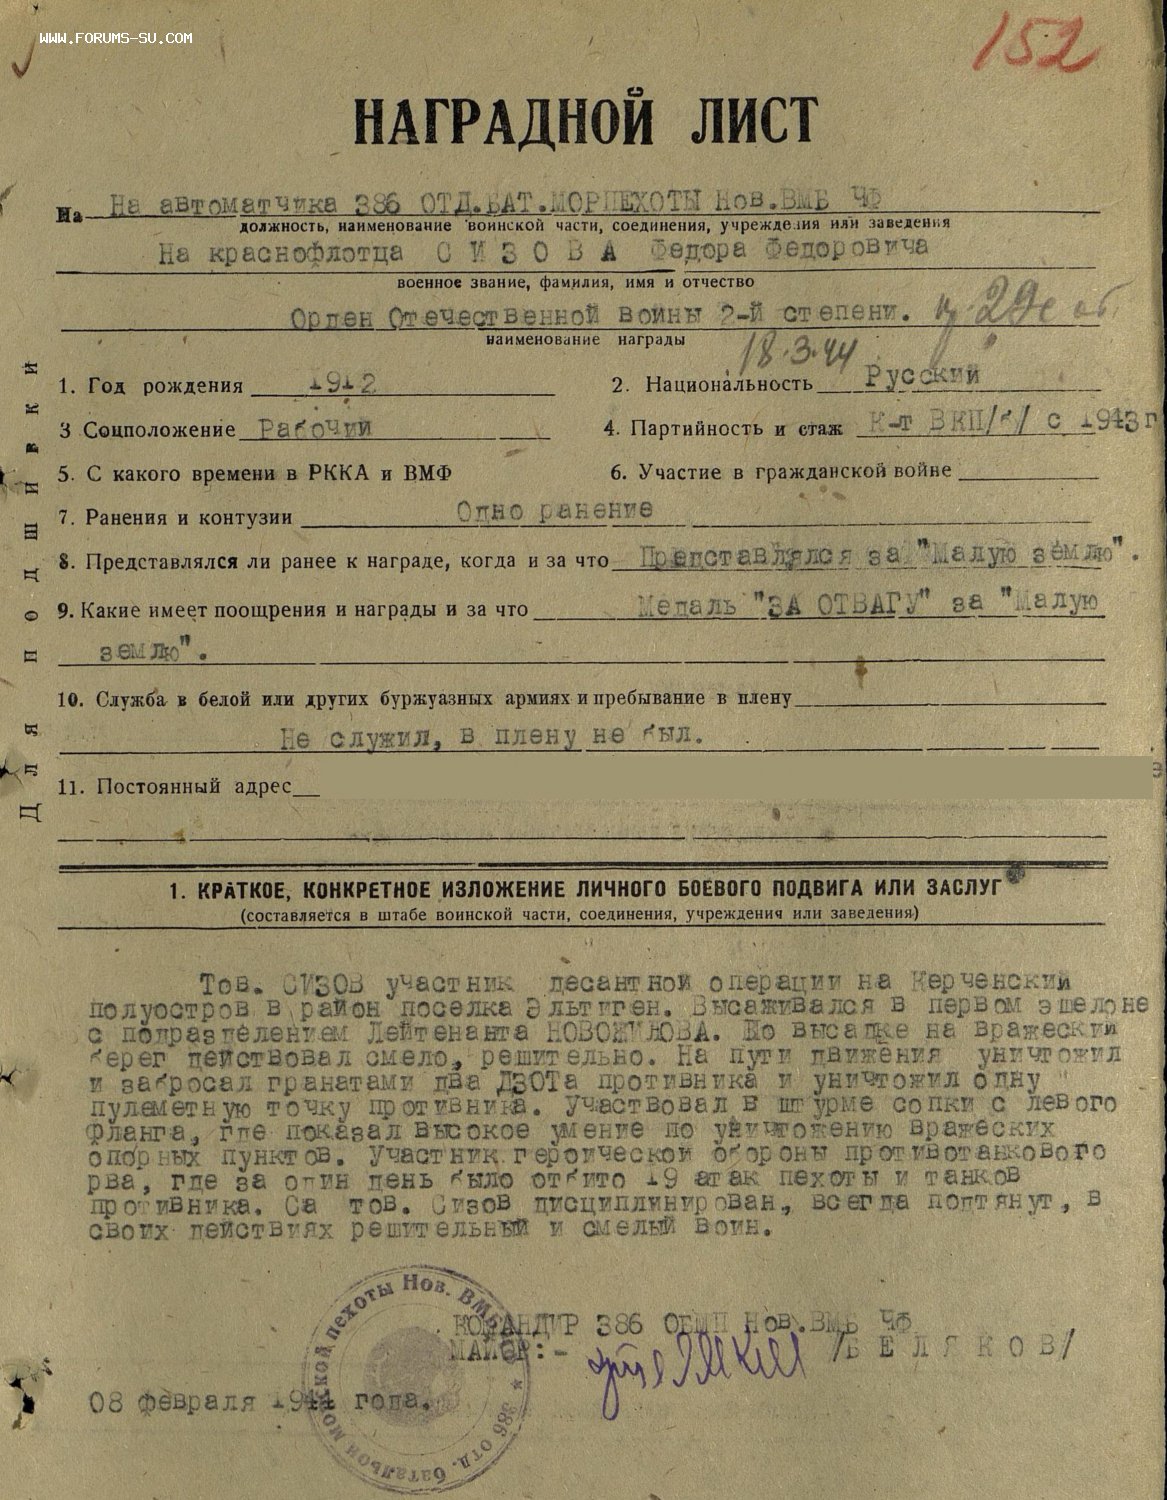 WWW.FORUMS-SU.COM
152
НАГРАДНОЙ ЛИСТ
На На автоматчика 386 ОТД.БАТ.МОРПЕХОТЫ Нов.ВМБ ЧФ
должность, наименование воинской части, соединения, учреждения или заведения
На краснофлотца С И З О В А Федора Федоровича
военное звание, фамилия, имя и отчество
Орден Отечественной войны 2-й степени.
наименование награды
18.3.44
1. Год рождения 1912 2. Национальность Русский
3 Соцположение Рабочий 4. Партийность и стаж К-т ВКП/б/ с 1943г
5. С какого времени в РККА и ВМФ 6. Участие в гражданской войне
7. Ранения и контузии Одно ранение
8. Представлялся ли ранее к награде, когда и за что Представлялся за "Малую землю".
9. Какие имеет поощрения и награды и за что Медаль "ЗА ОТВАГУ" за "Малую
землю".
10. Служба в белой или других буржуазных армиях и пребывание в плену
Не служил, в плену не был.
11. Постоянный адрес
Для подшивки
1. КРАТКОЕ, КОНКРЕТНОЕ ИЗЛОЖЕНИЕ ЛИЧНОГО БОЕВОГО ПОДВИГА ИЛИ ЗАСЛУГ
(составляется в штабе воинской части, соединения, учреждения или заведения)
Тов. СИЗОВ участник десантной операции на Керченский
полуостров в район поселка Эльтиген. Высаживался в первом эшелоне
с подразделением Лейтенанта НОВОЖИЛОВА. По высадке на вражеский
берег действовал смело, решительно. На пути движения уничтожил
и забросал гранатами два ДЗОТа противника и уничтожил одну
пулеметную точку противника. Участвовал в штурме сопки с левого
фланга, где показал высокое умение по уничтожению вражеских
опорных пунктов. Участник героической обороны противотанкового
рва, где за один день было отбито 19 атак пехоты и танков
противника. Са тов. Сизов дисциплинирован, всегда подтянут, в
своих действиях решительный и смелый воин.
КОМАНДИР 386 ОБМП Нов.ВМБ ЧФ
МАЙОР:- /Б Е Л Я К О В/
08 февраля 1944 года.
386 отд. батальон морской пехоты Нов. ВМБ